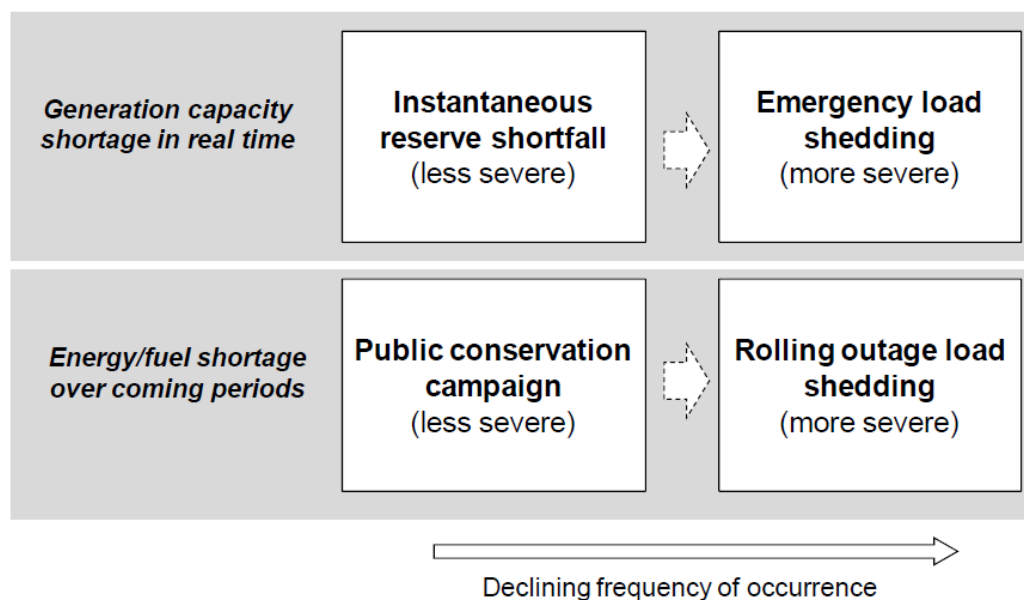 Generation capacity
shortage in real time
Instantaneous
reserve shortfall
(less severe)
Emergency load
shedding
(more severe)
Energy/fuel shortage
over coming periods
Public conservation
campaign
(less severe)
Rolling outage load
shedding
(more severe)
Declining frequency of occurrence